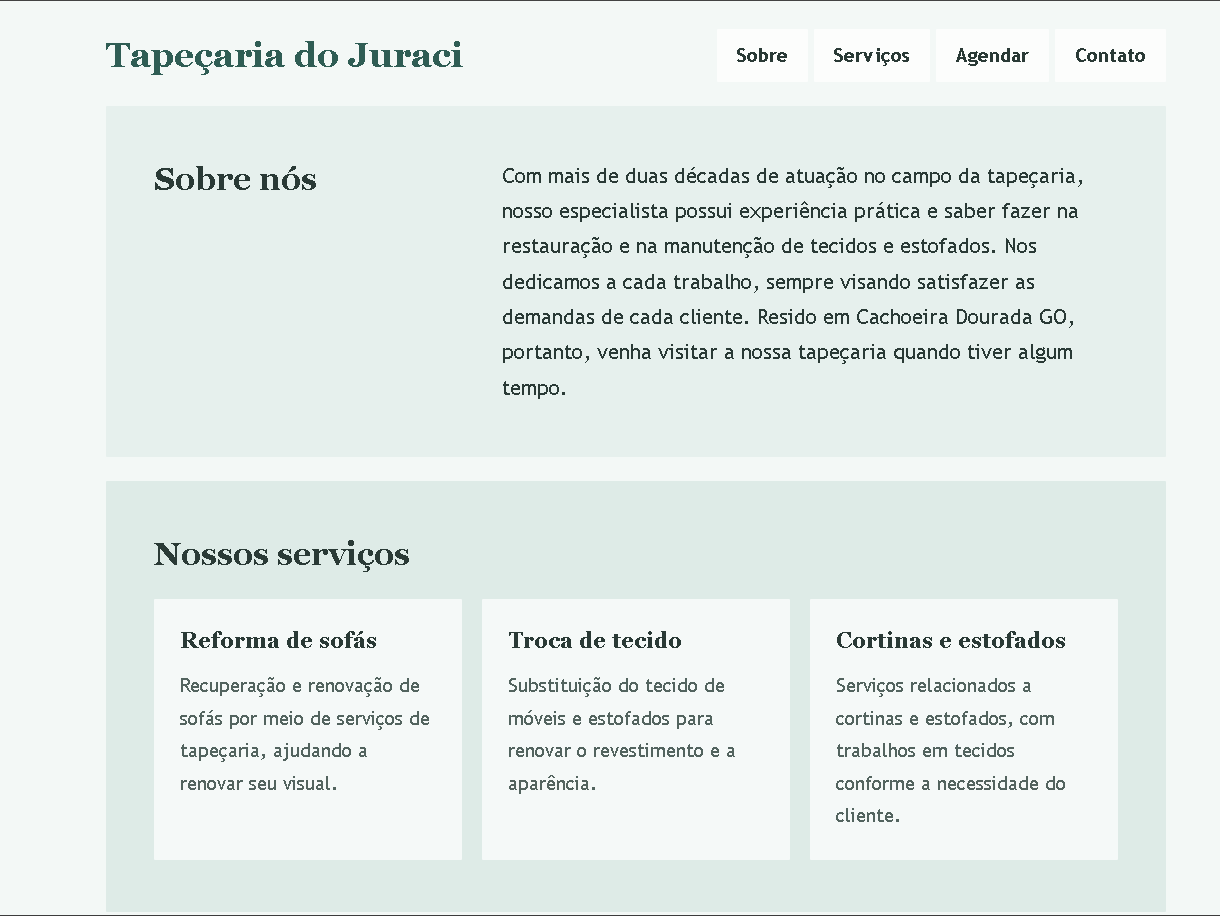 Tapeçaria do Juraci
Sobre
Serviços
Agendar
Contato
Sobre nós
Com mais de duas décadas de atuação no campo da tapeçaria,
nosso especialista possui experiência prática e saber fazer na
restauração e na manutenção de tecidos e estofados. Nos
dedicamos a cada trabalho, sempre visando satisfazer as
demandas de cada cliente. Resido em Cachoeira Dourada GO,
portanto, venha visitar a nossa tapeçaria quando tiver algum
tempo.
Nossos serviços
Reforma de sofás
Recuperação e renovação de
sofás por meio de serviços de
tapeçaria, ajudando a
renovar seu visual.
Troca de tecido
Substituição do tecido de
móveis e estofados para
renovar o revestimento e a
aparência.
Cortinas e estofados
Serviços relacionados a
cortinas e estofados, com
trabalhos em tecidos
conforme a necessidade do
cliente.